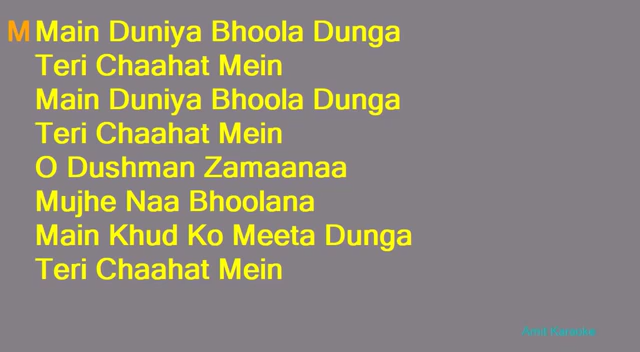 M Main Duniya Bhoola Dunga
Teri Chaahat Mein
Main Duniya Bhoola Dunga
Teri Chaahat Mein
O Dushman Zamaanaa
Mujhe Naa Bhoolana
Main Khud Ko Meeta Dunga
Teri Chaahat Mein